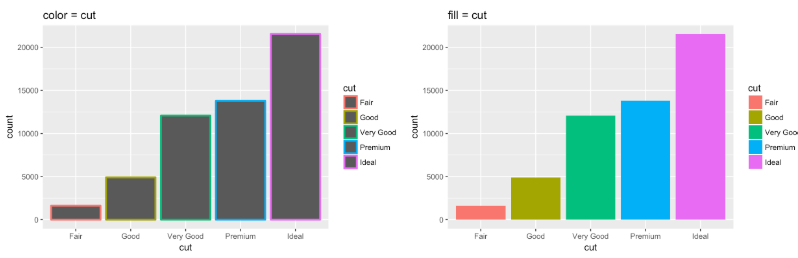 color = cut
count
20000
15000
10000
5000
0
Fair
Good
Very Good
Premium
Ideal
cut
cut
Fair
Good
Very Good
Premium
Ideal
fill = cut
count
20000
15000
10000
5000
0
Fair
Good
Very Good
Premium
Ideal
cut
cut
Fair
Good
Very Good
Premium
Ideal